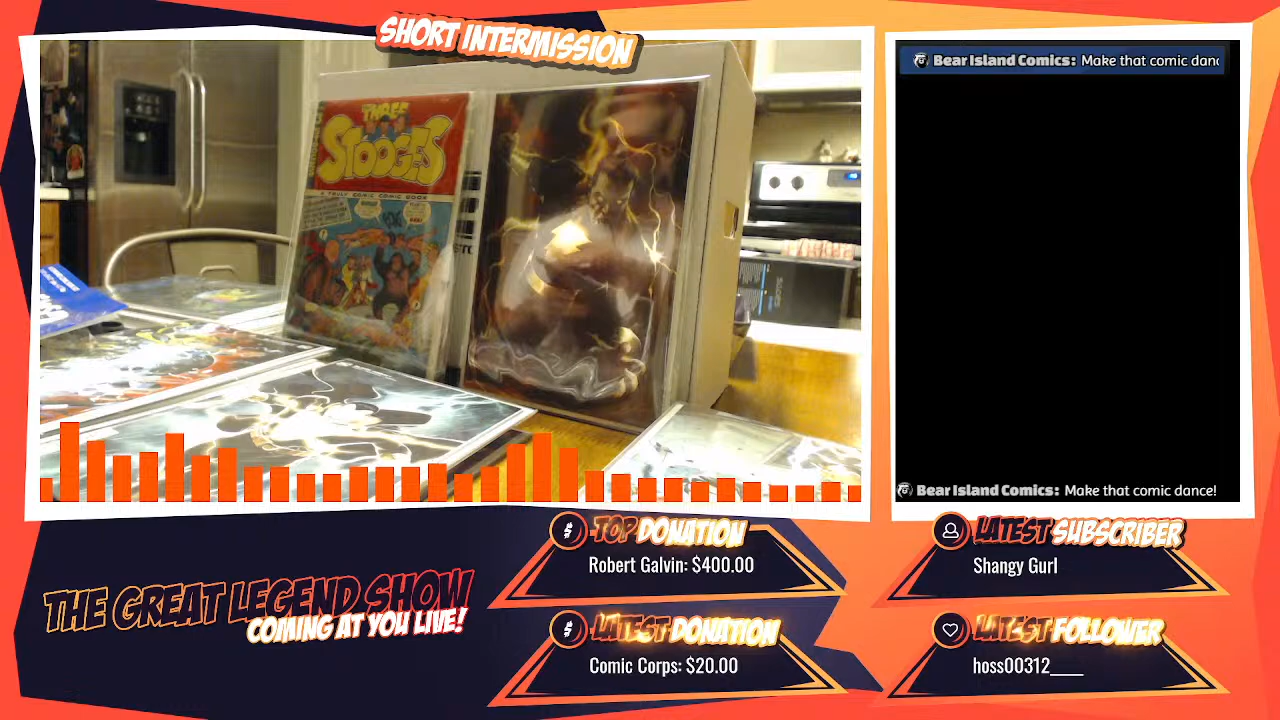 SHORT INTERMISSION
Bear Island Comics: Make that comic danc
THREE
STOOGES
A TRULY COMIC COMIC BOOK
Bear Island Comics: Make that comic dance!
THE GREAT LEGEND SHOW
COMING AT YOU LIVE!
TOP DONATION
Robert Galvin: $400.00
LATEST DONATION
Comic Corps: $20.00
LATEST SUBSCRIBER
Shangy Gurl
LATEST FOLLOWER
hoss00312____